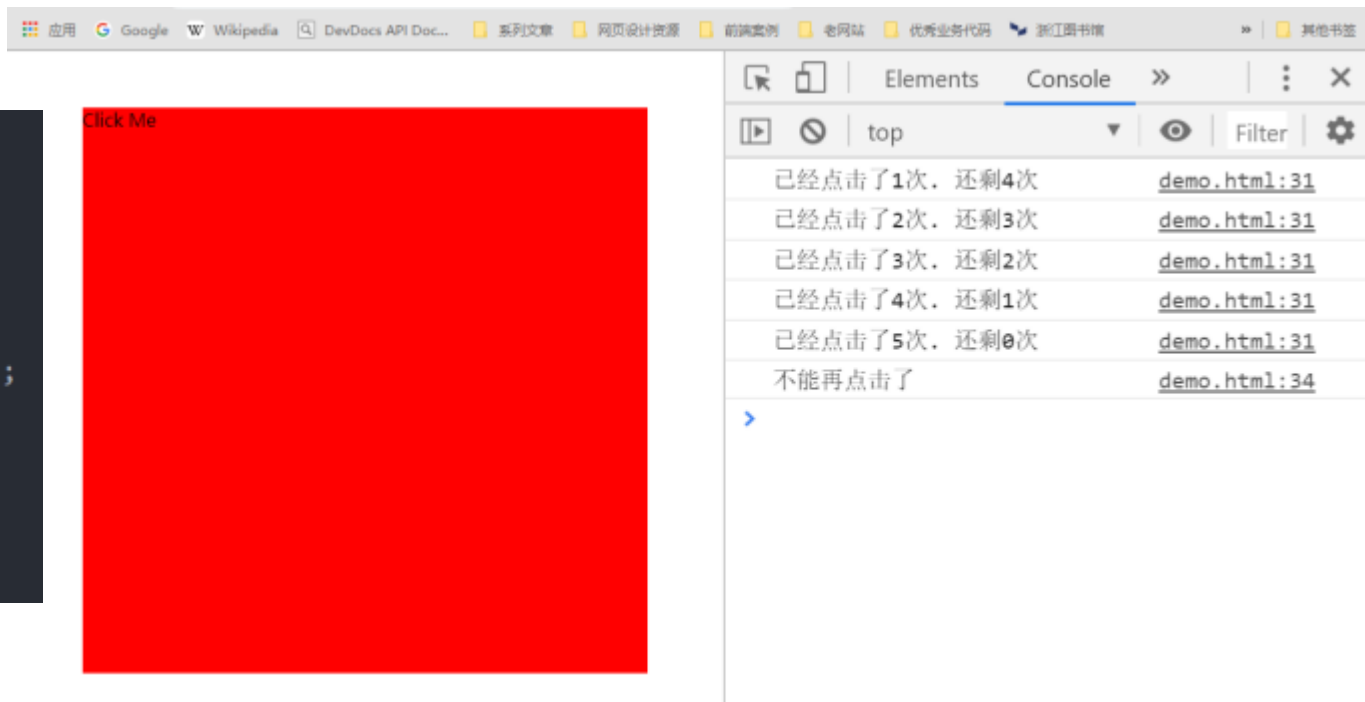 应用 Google Wikipedia DevDocs API Doc... 系列文章 网页设计资源 前端案例 老网站 优秀业务代码 浙江图书馆 » 其他书签
Elements Console »
top Filter
Click Me
;
已经点击了1次. 还剩4次 demo.html:31
已经点击了2次. 还剩3次 demo.html:31
已经点击了3次. 还剩2次 demo.html:31
已经点击了4次. 还剩1次 demo.html:31
已经点击了5次. 还剩0次 demo.html:31
不能再点击了 demo.html:34